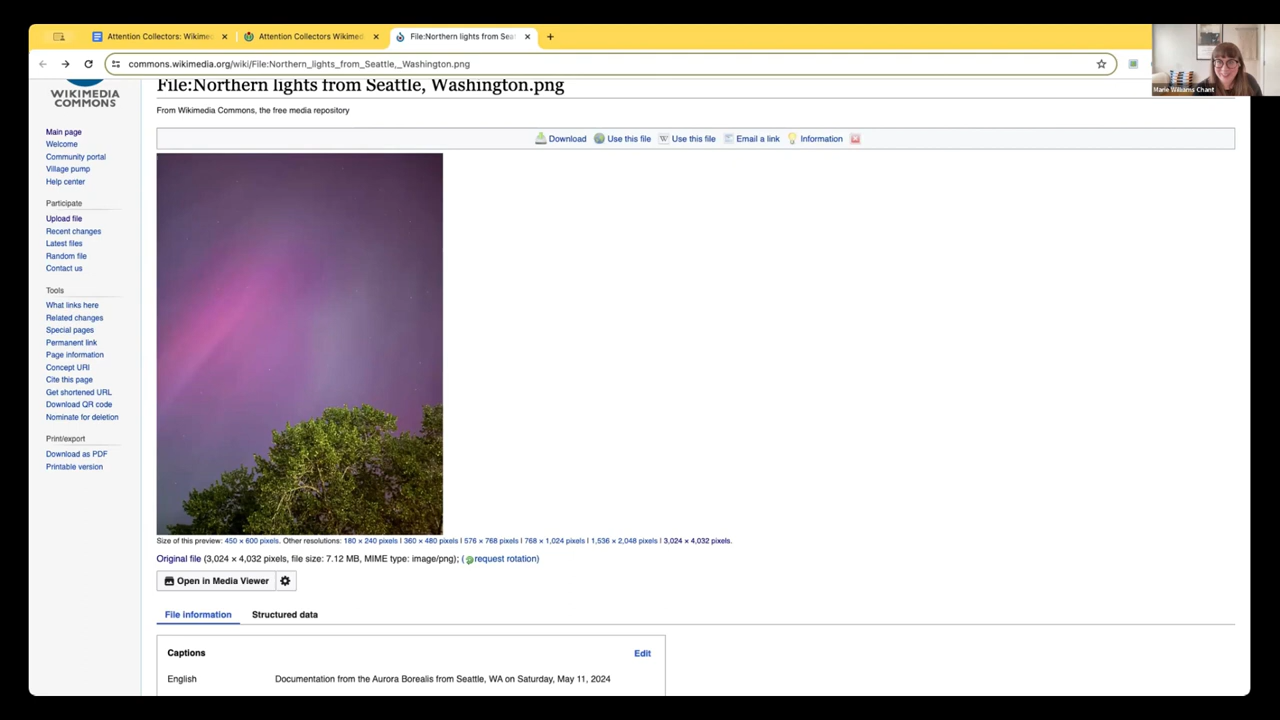 Attention Collectors: Wikime
Attention Collectors Wikimed
File:Northern lights from Sea
commons.wikimedia.org/wiki/File:Northern_lights_from_Seattle,_Washington.png
Marie Williams Chant
WIKIMEDIA
COMMONS
Main page
Welcome
Community portal
Village pump
Help center
Participate
Upload file
Recent changes
Latest files
Random file
Contact us
Tools
What links here
Related changes
Special pages
Permanent link
Page information
Concept URI
Cite this page
Get shortened URL
Download QR code
Nominate for deletion
Print/export
Download as PDF
Printable version
File:Northern lights from Seattle, Washington.png
From Wikimedia Commons, the free media repository
Download Use this file W Use this file Email a link Information
Size of this preview: 450 × 600 pixels. Other resolutions: 180 × 240 pixels | 360 × 480 pixels | 576 × 768 pixels | 768 × 1,024 pixels | 1,536 × 2,048 pixels | 3,024 × 4,032 pixels.
Original file (3,024 × 4,032 pixels, file size: 7.12 MB, MIME type: image/png); ( request rotation)
Open in Media Viewer
File information Structured data
Captions Edit
English Documentation from the Aurora Borealis from Seattle, WA on Saturday, May 11, 2024